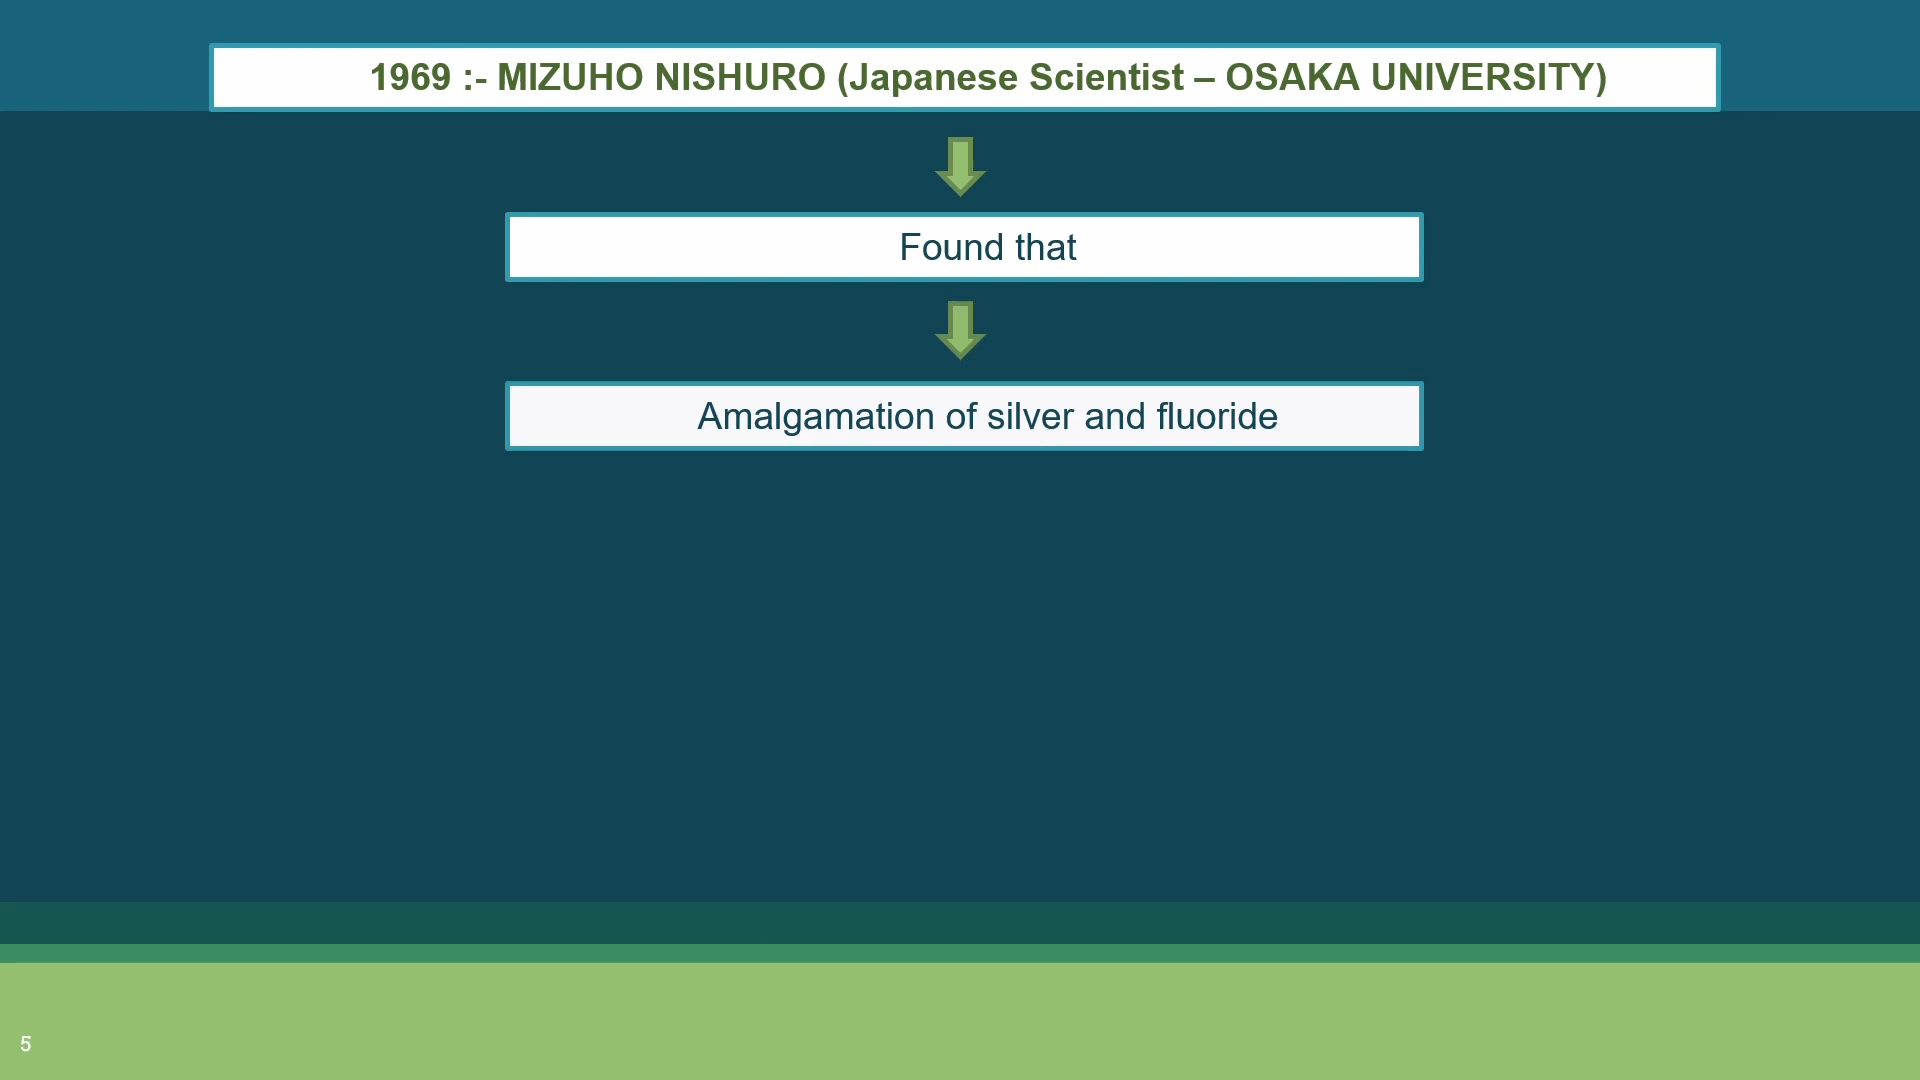 1969 :- MIZUHO NISHURO (Japanese Scientist – OSAKA UNIVERSITY)
Found that
Amalgamation of silver and fluoride
5